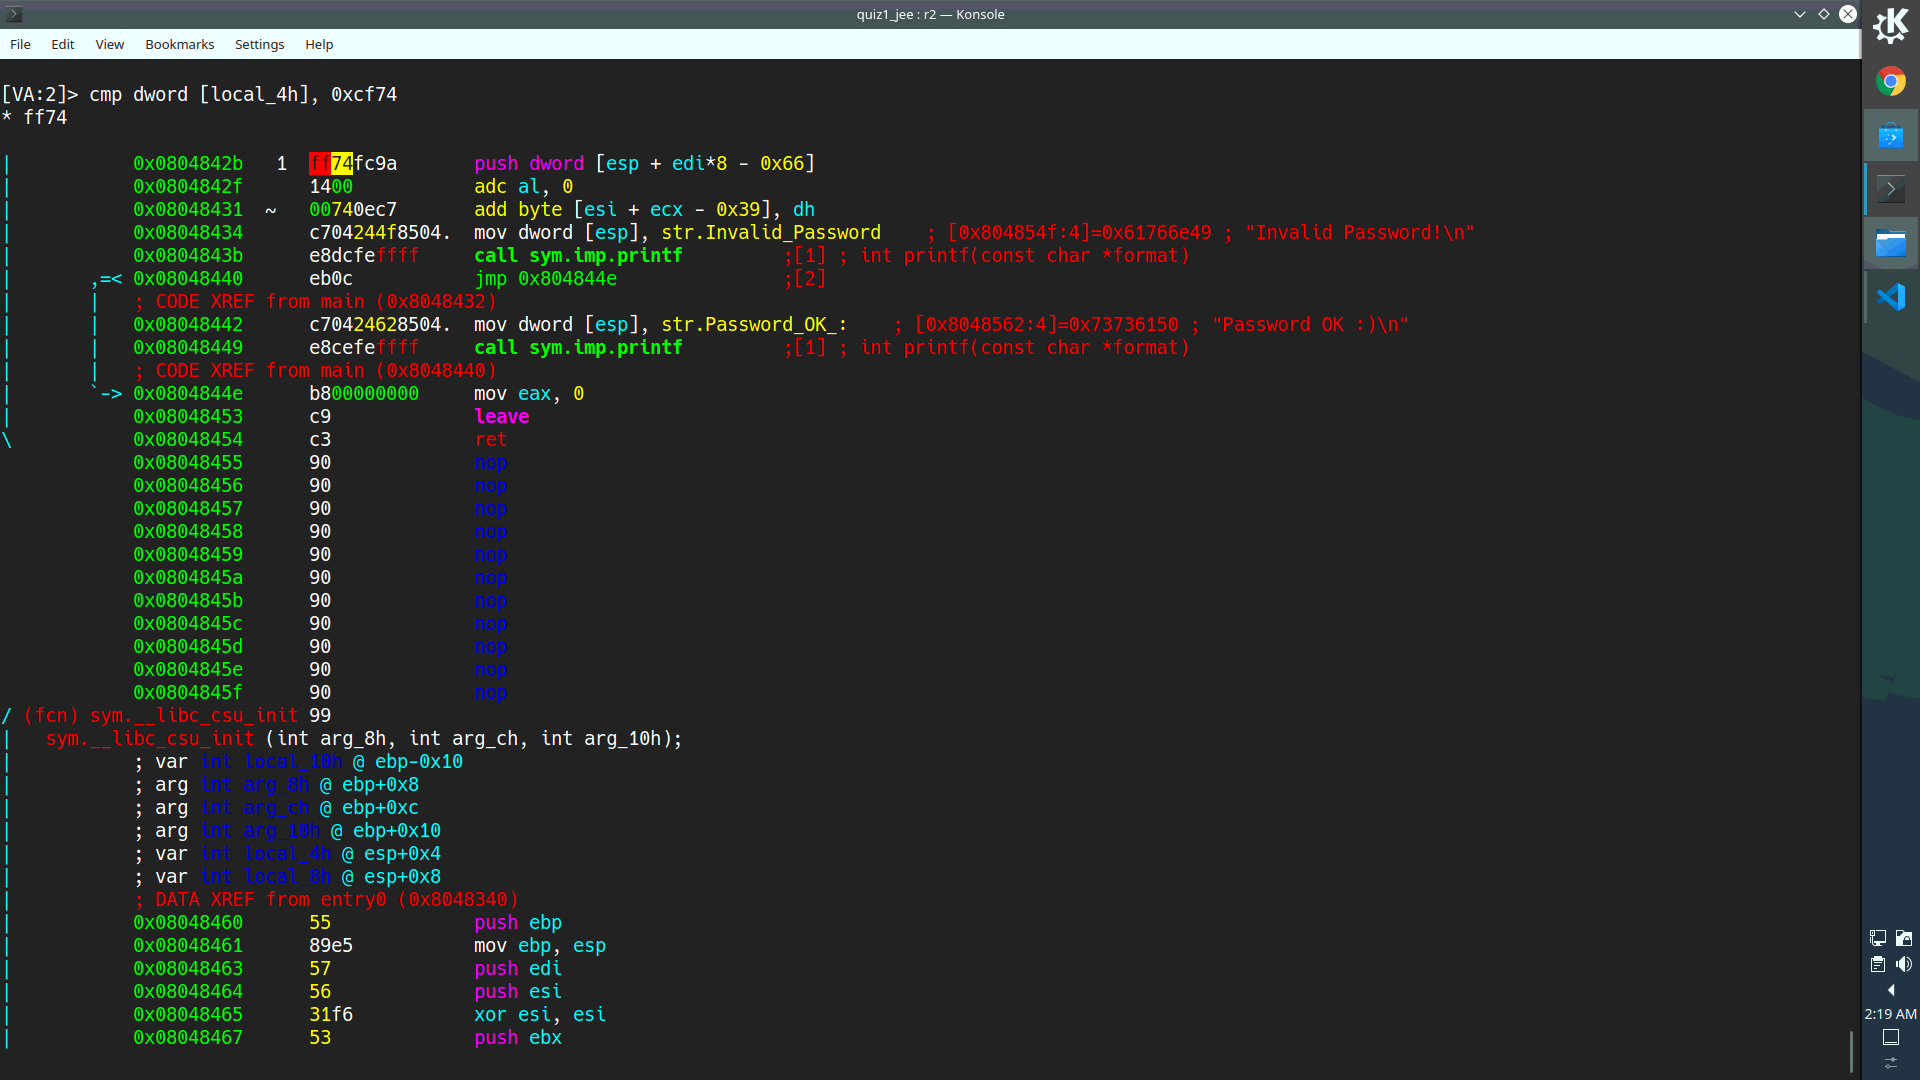 quiz1_jee : r2 — Konsole
File Edit View Bookmarks Settings Help
[VA:2]> cmp dword [local_4h], 0xcf74
* ff74
| 0x0804842b 1 ff74fc9a push dword [esp + edi*8 - 0x66]
| 0x0804842f 1400 adc al, 0
| 0x08048431 ~ 00740ec7 add byte [esi + ecx - 0x39], dh
| 0x08048434 c704244f8504. mov dword [esp], str.Invalid_Password ; [0x804854f:4]=0x61766e49 ; "Invalid Password!\n"
| 0x0804843b e8dcfeffff call sym.imp.printf ;[1] ; int printf(const char *format)
| ,=< 0x08048440 eb0c jmp 0x804844e ;[2]
| | ; CODE XREF from main (0x8048432)
| | 0x08048442 c70424628504. mov dword [esp], str.Password_OK_: ; [0x8048562:4]=0x73736150 ; "Password OK :)\n"
| | 0x08048449 e8cefeffff call sym.imp.printf ;[1] ; int printf(const char *format)
| | ; CODE XREF from main (0x8048440)
| `-> 0x0804844e b800000000 mov eax, 0
| 0x08048453 c9 leave
\ 0x08048454 c3 ret
0x08048455 90 nop
0x08048456 90 nop
0x08048457 90 nop
0x08048458 90 nop
0x08048459 90 nop
0x0804845a 90 nop
0x0804845b 90 nop
0x0804845c 90 nop
0x0804845d 90 nop
0x0804845e 90 nop
0x0804845f 90 nop
/ (fcn) sym.__libc_csu_init 99
| sym.__libc_csu_init (int arg_8h, int arg_ch, int arg_10h);
| ; var int local_10h @ ebp-0x10
| ; arg int arg_8h @ ebp+0x8
| ; arg int arg_ch @ ebp+0xc
| ; arg int arg_10h @ ebp+0x10
| ; var int local_4h @ esp+0x4
| ; var int local_8h @ esp+0x8
| ; DATA XREF from entry0 (0x8048340)
| 0x08048460 55 push ebp
| 0x08048461 89e5 mov ebp, esp
| 0x08048463 57 push edi
| 0x08048464 56 push esi
| 0x08048465 31f6 xor esi, esi
| 0x08048467 53 push ebx
2:19 AM